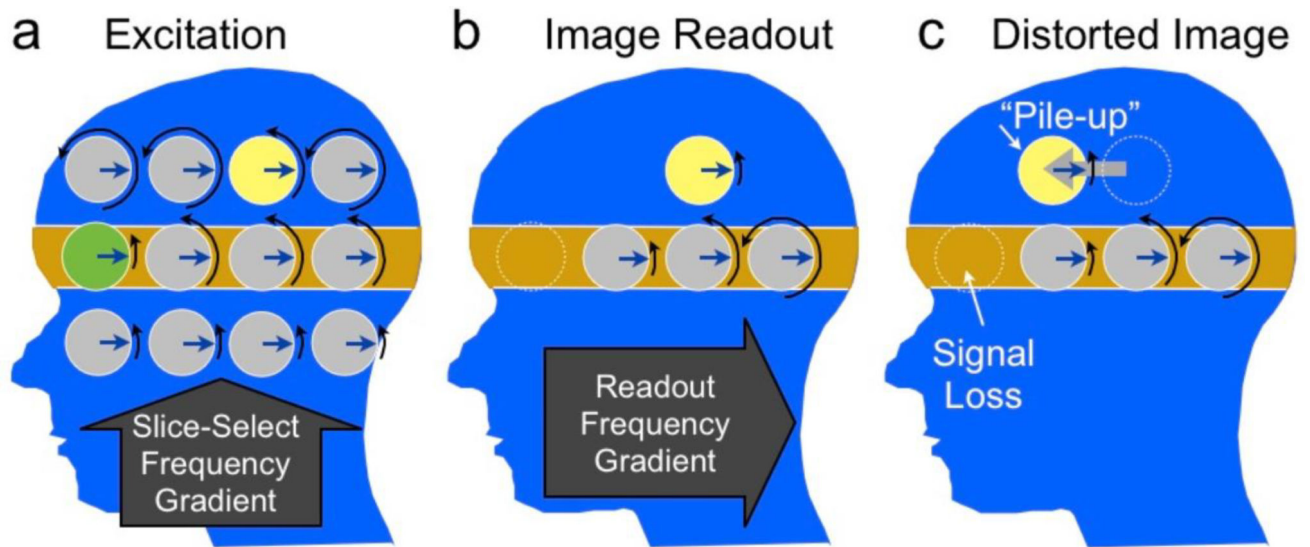 a Excitation
b Image Readout
c Distorted Image
"Pile-up"
Signal
Loss
Slice-Select
Frequency
Gradient
Readout
Frequency
Gradient